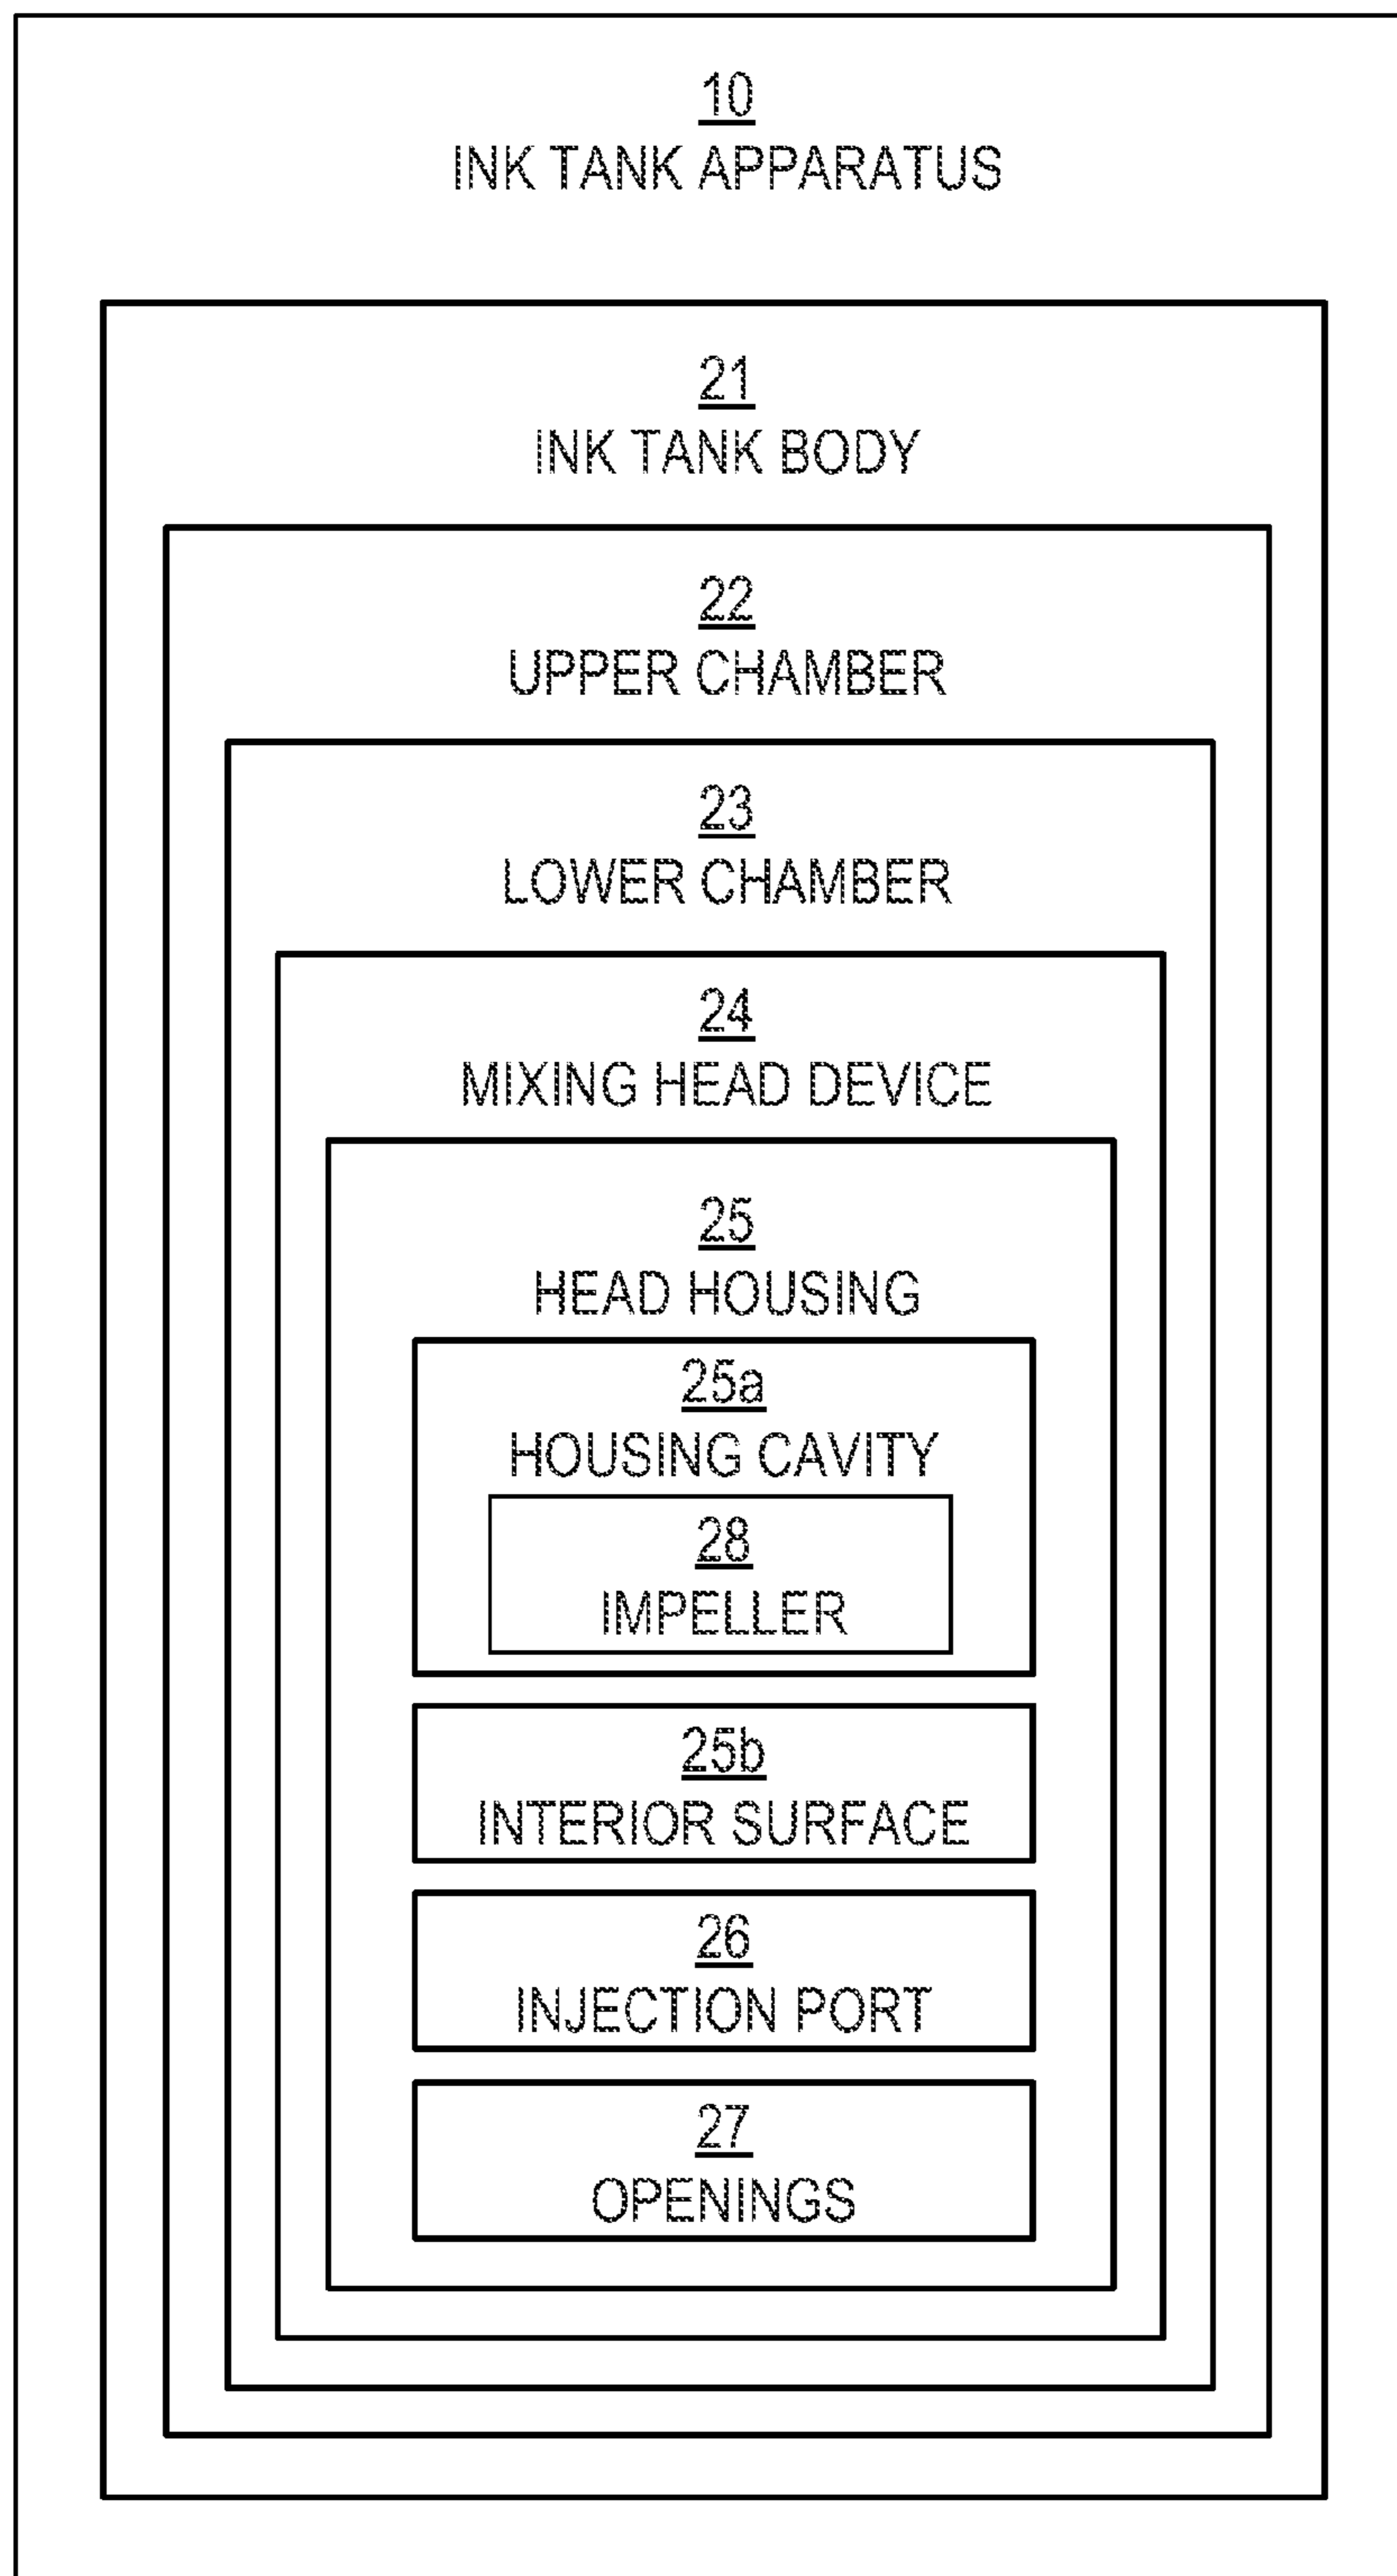 10
INK TANK APPARATUS
21
INK TANK BODY
22
UPPER CHAMBER
23
LOWER CHAMBER
24
MIXING HEAD DEVICE
25
HEAD HOUSING
25a
HOUSING CAVITY
28
IMPELLER
25b
INTERIOR SURFACE
26
INJECTION PORT
27
OPENINGS